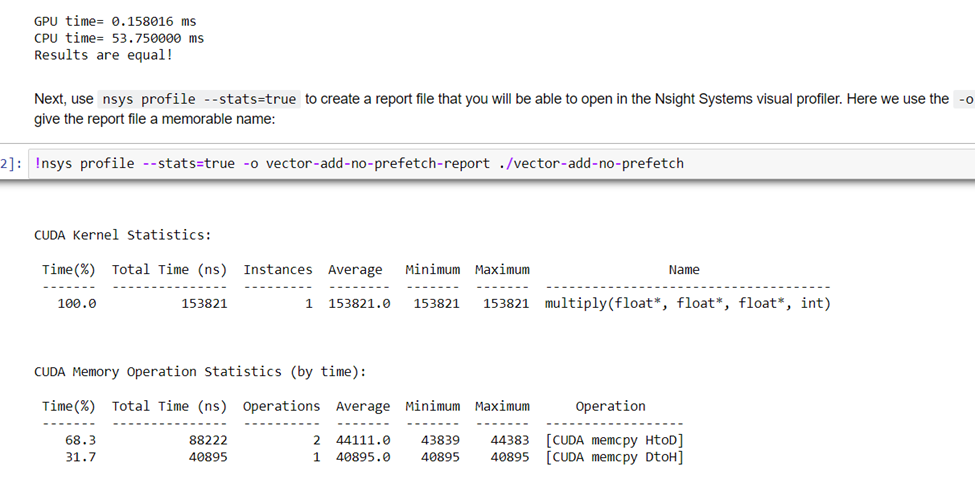 GPU time= 0.158016 ms
CPU time= 53.750000 ms
Results are equal!
Next, use nsys profile --stats=true to create a report file that you will be able to open in the Nsight Systems visual profiler. Here we use the -o
give the report file a memorable name:
2]: !nsys profile --stats=true -o vector-add-no-prefetch-report ./vector-add-no-prefetch
CUDA Kernel Statistics:
Time(%) Total Time (ns) Instances Average Minimum Maximum Name
------- --------------- --------- -------- ------- ------- -----------------------------------
100.0 153821 1 153821.0 153821 153821 multiply(float*, float*, float*, int)
CUDA Memory Operation Statistics (by time):
Time(%) Total Time (ns) Operations Average Minimum Maximum Operation
------- --------------- ---------- ------- ------- ------- ------------------
68.3 88222 2 44111.0 43839 44383 [CUDA memcpy HtoD]
31.7 40895 1 40895.0 40895 40895 [CUDA memcpy DtoH]